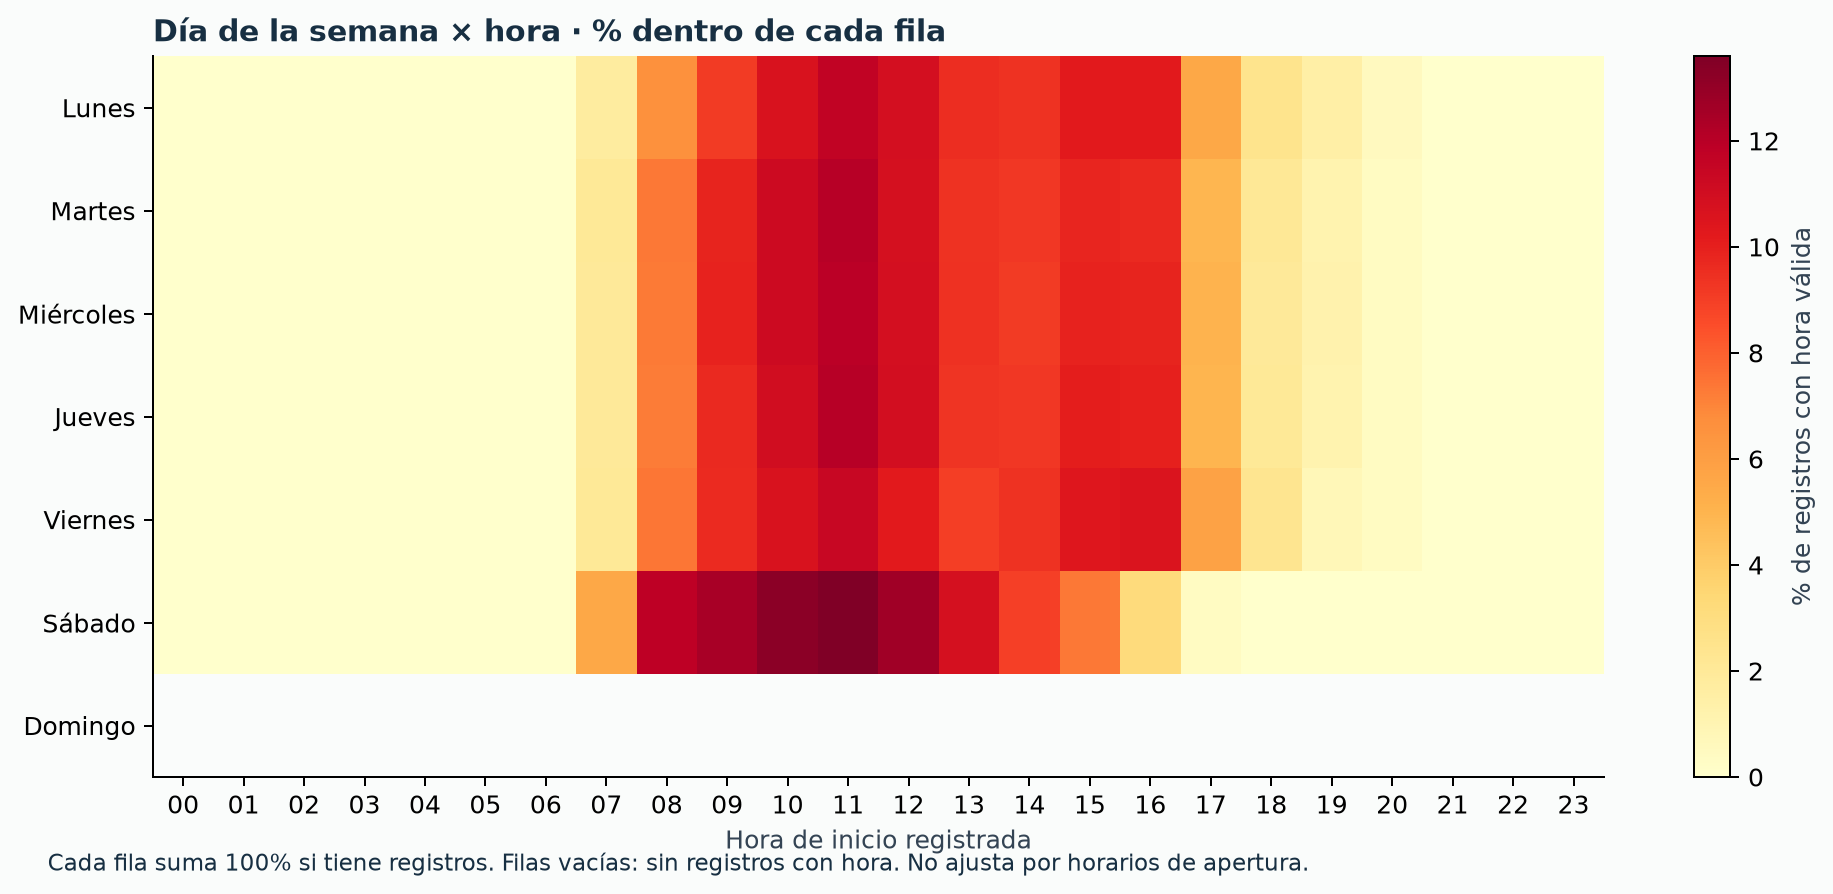 Día de la semana × hora · % dentro de cada fila
Lunes
Martes
Miércoles
Jueves
Viernes
Sábado
Domingo
00 01 02 03 04 05 06 07 08 09 10 11 12 13 14 15 16 17 18 19 20 21 22 23
Hora de inicio registrada
12
10
8
6
4
2
0
% de registros con hora válida
Cada fila suma 100% si tiene registros. Filas vacías: sin registros con hora. No ajusta por horarios de apertura.